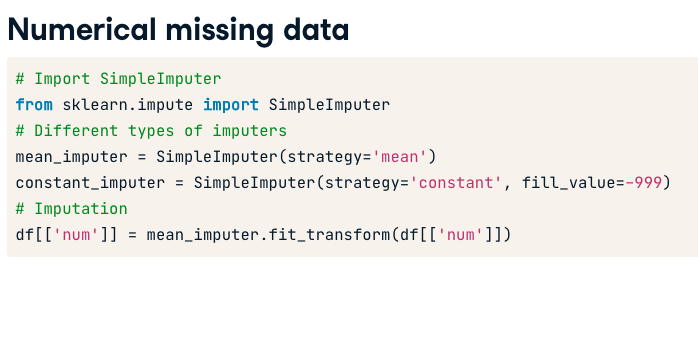 Numerical missing data
# Import SimpleImputer
from sklearn.impute import SimpleImputer
# Different types of imputers
mean_imputer = SimpleImputer(strategy='mean')
constant_imputer = SimpleImputer(strategy='constant', fill_value=-999)
# Imputation
df[['num']] = mean_imputer.fit_transform(df[['num']])